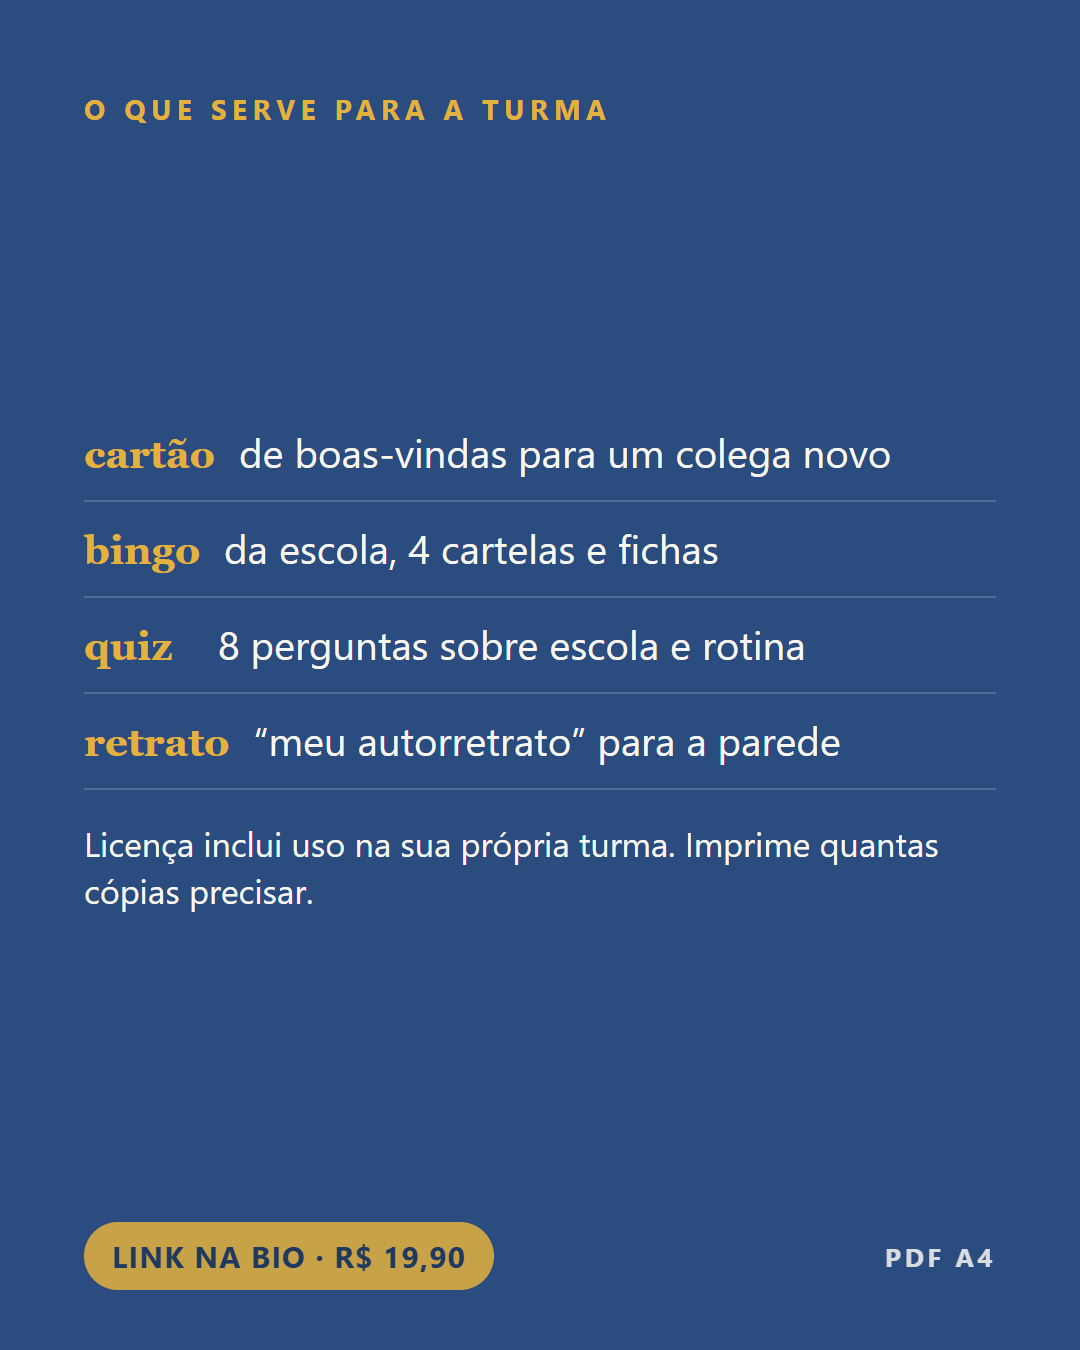 O QUE SERVE PARA A TURMA
cartão de boas-vindas para um colega novo
bingo da escola, 4 cartelas e fichas
quiz 8 perguntas sobre escola e rotina
retrato “meu autorretrato” para a parede
Licença inclui uso na sua própria turma. Imprime quantas
cópias precisar.
LINK NA BIO · R$ 19,90
PDF A4